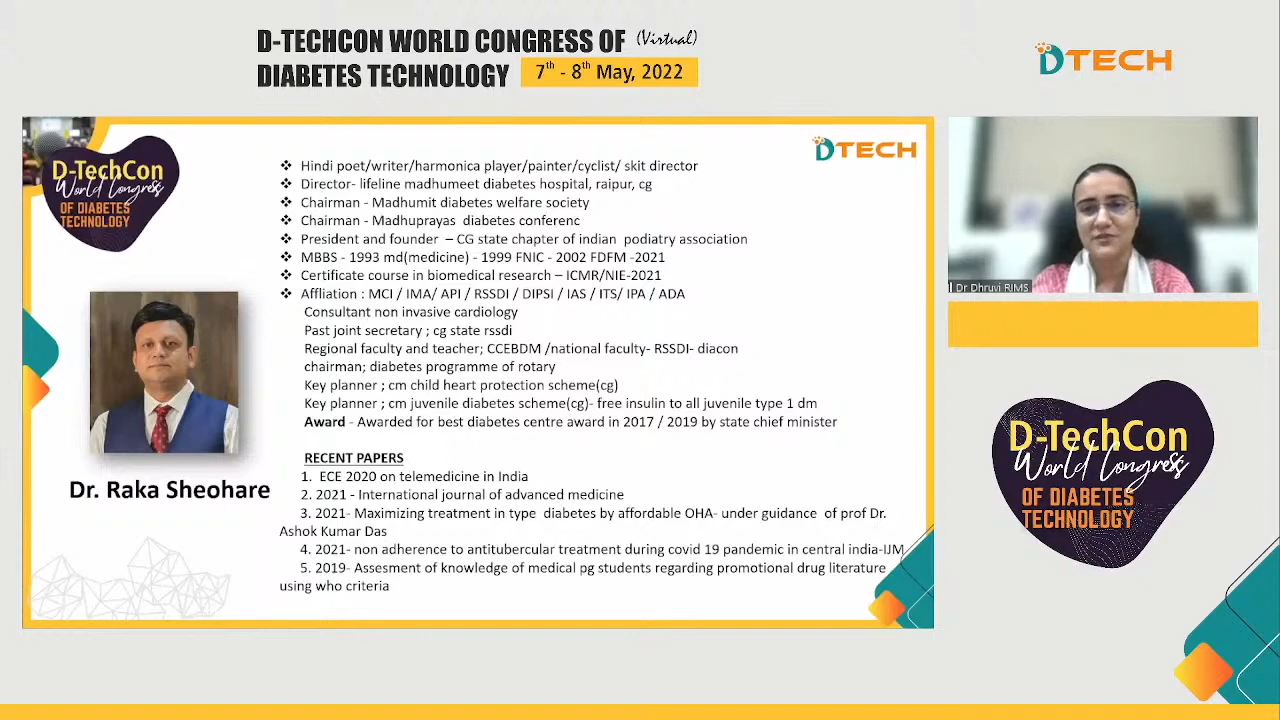 D-TECHCON WORLD CONGRESS OF (Virtual)
DIABETES TECHNOLOGY 7th - 8th May, 2022
DTECH
D-TechCon
World Congress
OF DIABETES
TECHNOLOGY
DTECH
❖ Hindi poet/writer/harmonica player/painter/cyclist/ skit director
❖ Director- lifeline madhumeet diabetes hospital, raipur, cg
❖ Chairman - Madhumit diabetes welfare society
❖ Chairman - Madhuprayas diabetes conferenc
❖ President and founder – CG state chapter of indian podiatry association
❖ MBBS - 1993 md(medicine) - 1999 FNIC - 2002 FDFM -2021
❖ Certificate course in biomedical research – ICMR/NIE-2021
❖ Affliation : MCI / IMA/ API / RSSDI / DIPSI / IAS / ITS/ IPA / ADA
Consultant non invasive cardiology
Past joint secretary ; cg state rssdi
Regional faculty and teacher; CCEBDM /national faculty- RSSDI- diacon
chairman; diabetes programme of rotary
Key planner ; cm child heart protection scheme(cg)
Key planner ; cm juvenile diabetes scheme(cg)- free insulin to all juvenile type 1 dm
Award - Awarded for best diabetes centre award in 2017 / 2019 by state chief minister
RECENT PAPERS
1. ECE 2020 on telemedicine in India
2. 2021 - International journal of advanced medicine
3. 2021- Maximizing treatment in type diabetes by affordable OHA- under guidance of prof Dr.
Ashok Kumar Das
4. 2021- non adherence to antitubercular treatment during covid 19 pandemic in central india-IJM
5. 2019- Assesment of knowledge of medical pg students regarding promotional drug literature
using who criteria
Dr. Raka Sheohare
Dr Dhruvi RIMS
D-TechCon
World Congress
OF DIABETES
TECHNOLOGY